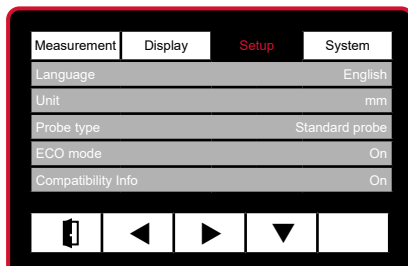 Measurement Display Setup System
Language English
Unit mm
Probe type Standard probe
ECO mode On
Compatibility Info On